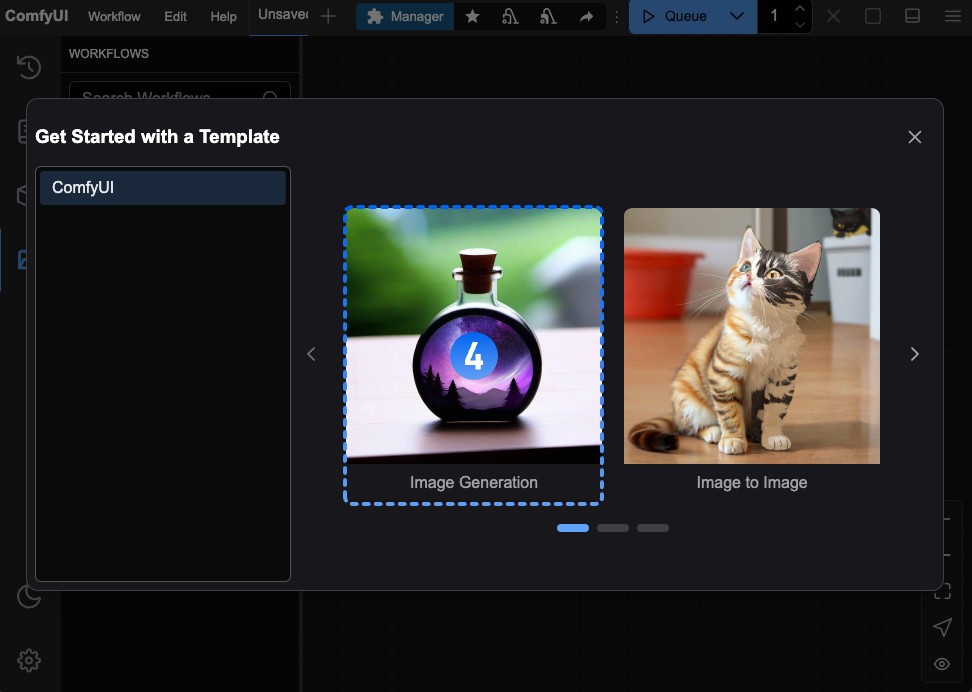 ComfyUI Workflow Edit Help Unsaved + Manager Queue 1
WORKFLOWS
Search Workflows
Get Started with a Template
ComfyUI
4
Image Generation
Image to Image